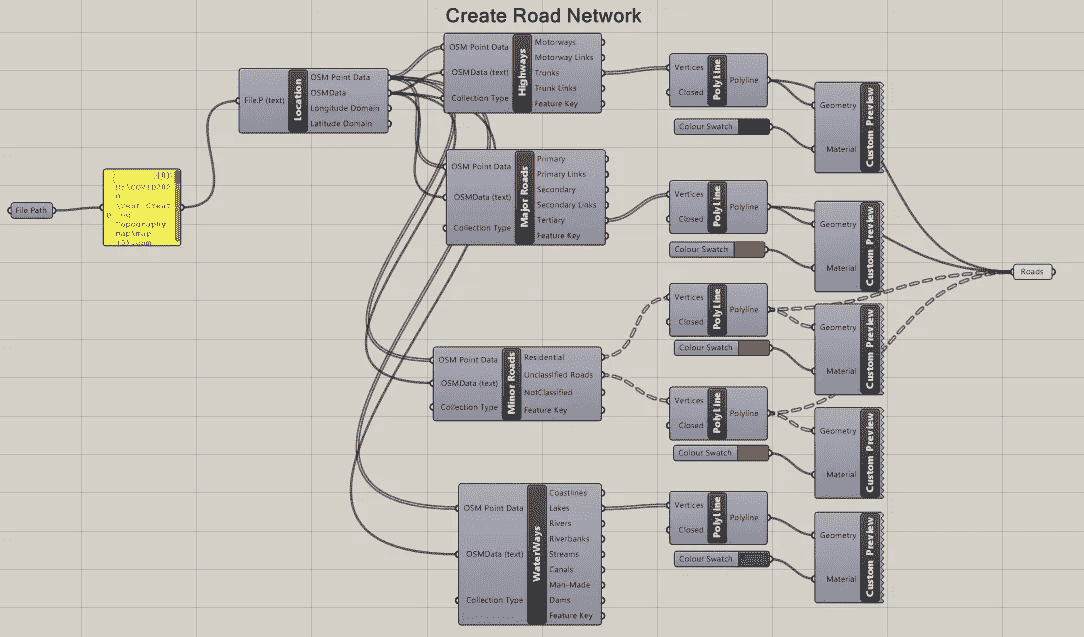 Create Road Network
File Path
File.P (text)
Location
OSM Point Data
OSMData
Longitude Domain
Latitude Domain
OSM Point Data
OSMData (text)
Collection Type
Highways
Motorways
Motorway Links
Trunks
Trunk Links
Feature Key
Vertices
Closed
PolyLine
Polyline
Colour Swatch
Geometry
Material
Custom Preview
OSM Point Data
OSMData (text)
Collection Type
Major Roads
Primary
Primary Links
Secondary
Secondary Links
Tertiary
Feature Key
Vertices
Closed
PolyLine
Polyline
Colour Swatch
Geometry
Material
Custom Preview
Roads
Vertices
Closed
PolyLine
Polyline
Colour Swatch
Geometry
Material
Custom Preview
OSM Point Data
OSMData (text)
Collection Type
Minor Roads
Residential
Unclassified Roads
NotClassified
Feature Key
Vertices
Closed
PolyLine
Polyline
Colour Swatch
Geometry
Material
Custom Preview
OSM Point Data
OSMData (text)
Collection Type
WaterWays
Coastlines
Lakes
Rivers
Riverbanks
Streams
Canals
Man-Made
Dams
Feature Key
Vertices
Closed
PolyLine
Polyline
Colour Swatch
Geometry
Material
Custom Preview